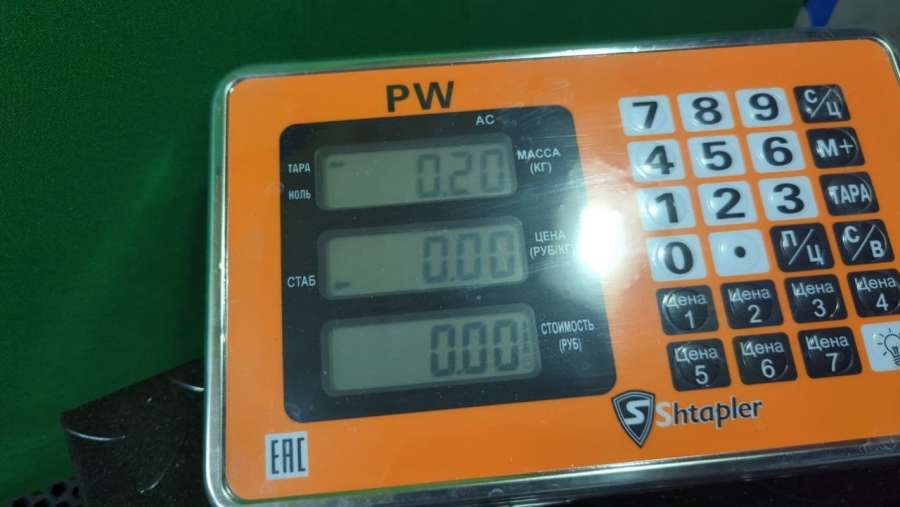 PW
AC
ТАРА
НОЛЬ
0.20
МАССА
(КГ)
СТАБ
0.00
ЦЕНА
(РУБ/КГ)
0.00
СТОИМОСТЬ
(РУБ)
7 8 9 С/Ц
4 5 6 М+
1 2 3 ТАРА
0 . П/Ц С/В
Цена 1 Цена 2 Цена 3 Цена 4
Цена 5 Цена 6 Цена 7
Shtapler
EAC